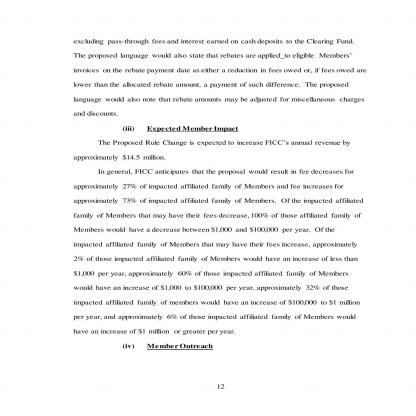 excluding pass-through fees and interest earned on cash deposits to the Clearing Fund.
The proposed language would also state that rebates are applied_to eligible Members’
invoices on the rebate payment date as either a reduction in fees owed or, if fees owed are
lower than the allocated rebate amount, a payment of such difference. The proposed
language would also note that rebate amounts may be adjusted for miscellaneous charges
and discounts.
(iii) Expected Member Impact
The Proposed Rule Change is expected to increase FICC’s annual revenue by
approximately $14.5 million.
In general, FICC anticipates that the proposal would result in fee decreases for
approximately 27% of impacted affiliated family of Members and fee increases for
approximately 73% of impacted affiliated family of Members. Of the impacted affiliated
family of Members that may have their fees decrease, 100% of those affiliated family of
Members would have a decrease between $1,000 and $100,000 per year. Of the
impacted affiliated family of Members that may have their fees increase, approximately
2% of those impacted affiliated family of Members would have an increase of less than
$1,000 per year, approximately 60% of those impacted affiliated family of Members
would have an increase of $1,000 to $100,000 per year, approximately 32% of those
impacted affiliated family of members would have an increase of $100,000 to $1 million
per year, and approximately 6% of those impacted affiliated family of Members would
have an increase of $1 million or greater per year.
(iv) Member Outreach
12